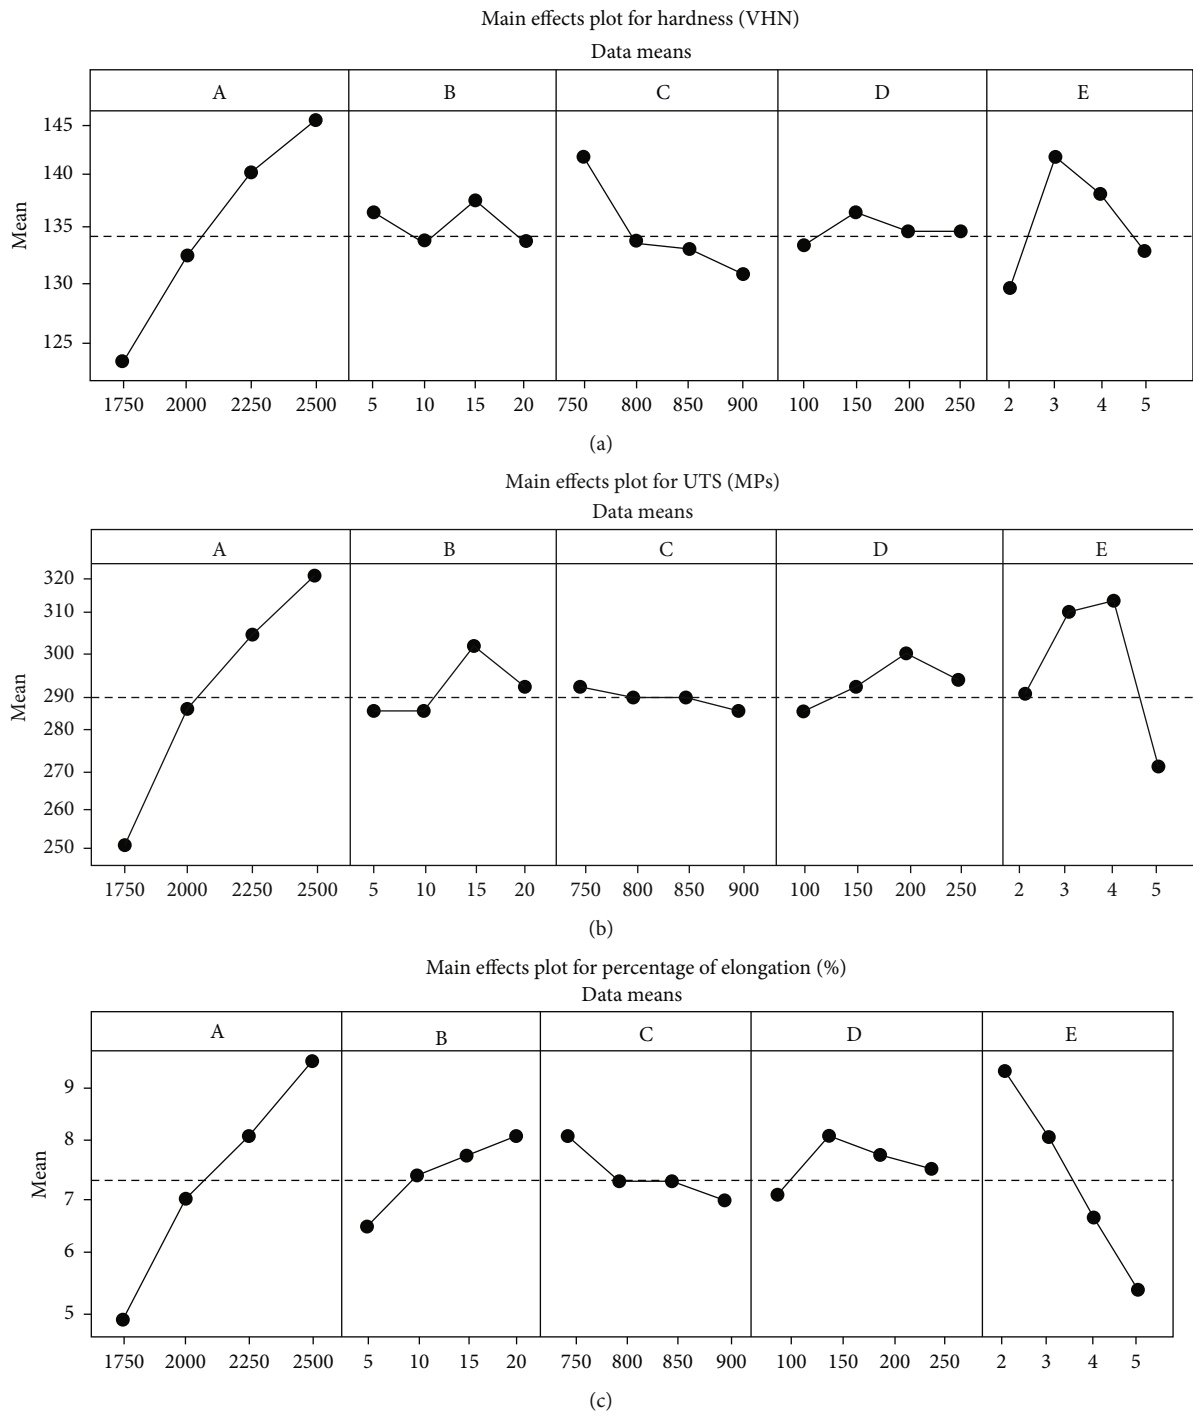 Main effects plot for hardness (VHN)
Data means
A B C D E
145
140
135
130
125
Mean
1750 2000 2250 2500 5 10 15 20 750 800 850 900 100 150 200 250 2 3 4 5
(a)
Main effects plot for UTS (MPs)
Data means
A B C D E
320
310
300
290
280
270
260
250
Mean
1750 2000 2250 2500 5 10 15 20 750 800 850 900 100 150 200 250 2 3 4 5
(b)
Main effects plot for percentage of elongation (%)
Data means
A B C D E
9
8
7
6
5
Mean
1750 2000 2250 2500 5 10 15 20 750 800 850 900 100 150 200 250 2 3 4 5
(c)